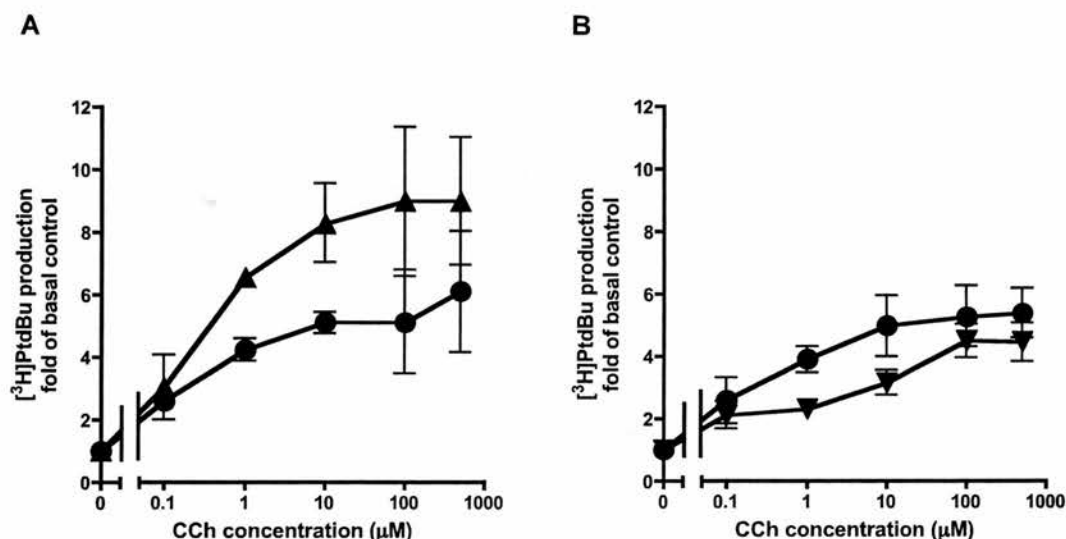 A
B
12
10
8
6
4
2
0
[³H]PtdBu production
fold of basal control
0 0.1 1 10 100 1000
CCh concentration (μM)
12
10
8
6
4
2
0
[³H]PtdBu production
fold of basal control
0 0.1 1 10 100 1000
CCh concentration (μM)